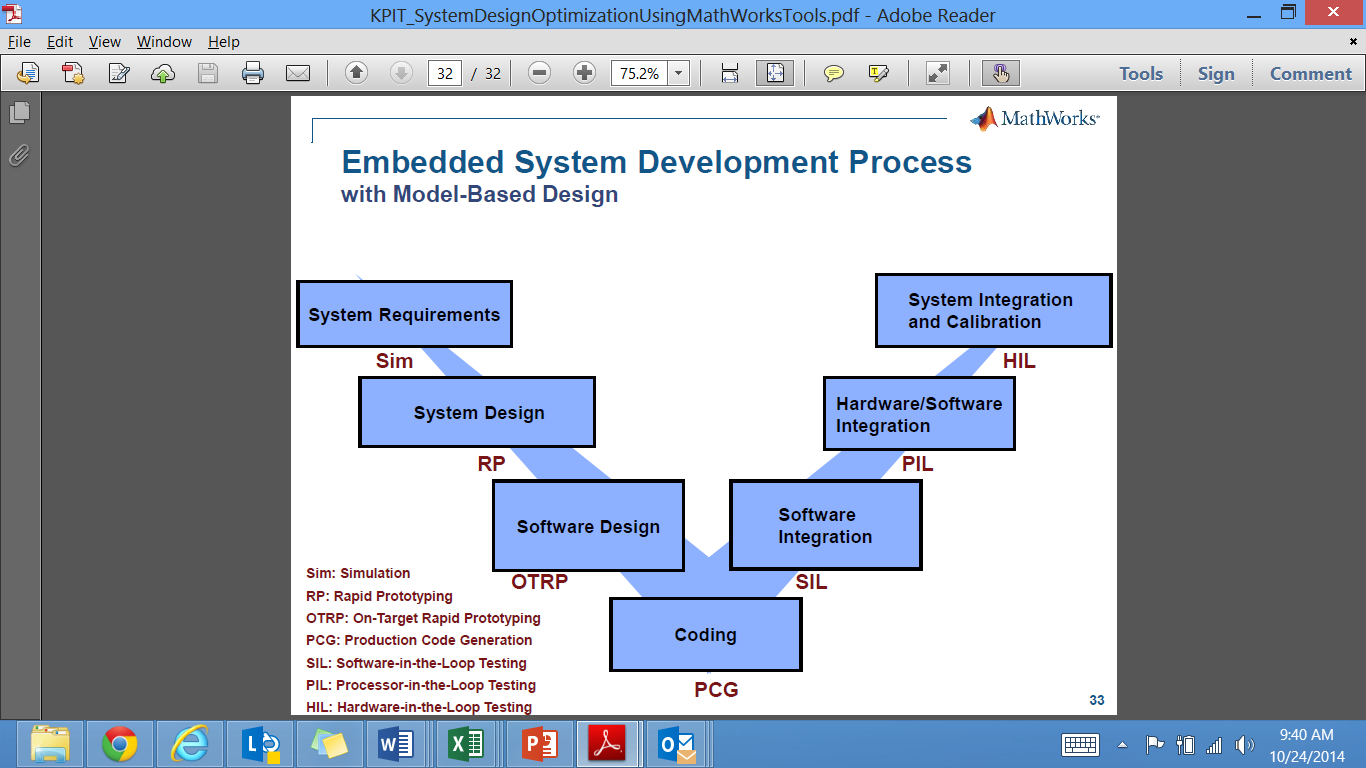 KPIT_SystemDesignOptimizationUsingMathWorksTools.pdf - Adobe Reader
File Edit View Window Help
32 / 32 75.2% Tools Sign Comment
MathWorks
Embedded System Development Process
with Model-Based Design
System Requirements
Sim
System Design
RP
Software Design
OTRP
Coding
PCG
Software
Integration
SIL
Hardware/Software
Integration
PIL
System Integration
and Calibration
HIL
Sim: Simulation
RP: Rapid Prototyping
OTRP: On-Target Rapid Prototyping
PCG: Production Code Generation
SIL: Software-in-the-Loop Testing
PIL: Processor-in-the-Loop Testing
HIL: Hardware-in-the-Loop Testing
33
9:40 AM
10/24/2014